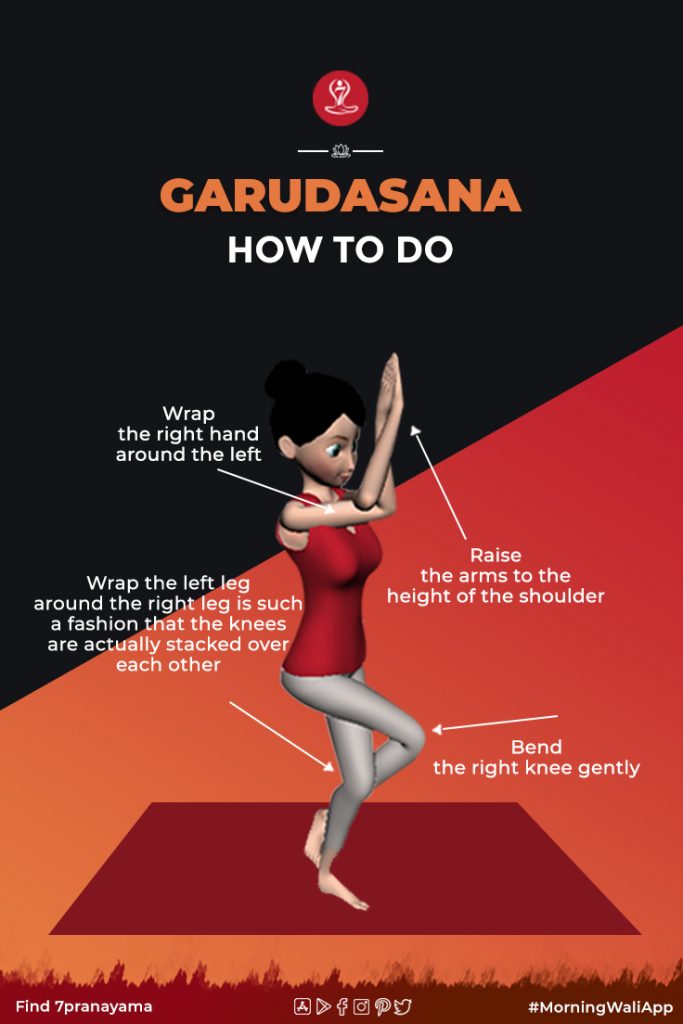 GARUDASANA
HOW TO DO
Wrap
the right hand
around the left
Raise
the arms to the
height of the shoulder
Wrap the left leg
around the right leg is such
a fashion that the knees
are actually stacked over
each other
Bend
the right knee gently
Find 7pranayama
#MorningWaliApp